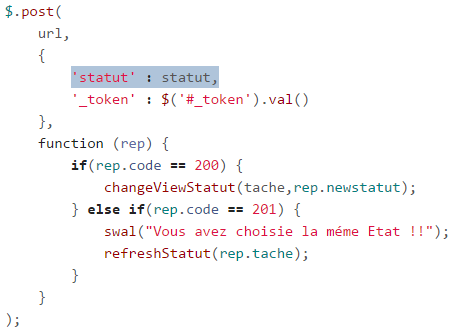 $.post(
    url,
    {
        'statut' : statut,
        '_token' : $('#_token').val()
    },
    function (rep) {
        if(rep.code == 200) {
            changeViewStatut(tache,rep.newstatut);
        } else if(rep.code == 201) {
            swal("Vous avez choisie la méme Etat !!");
            refreshStatut(rep.tache);
        }
    }
);